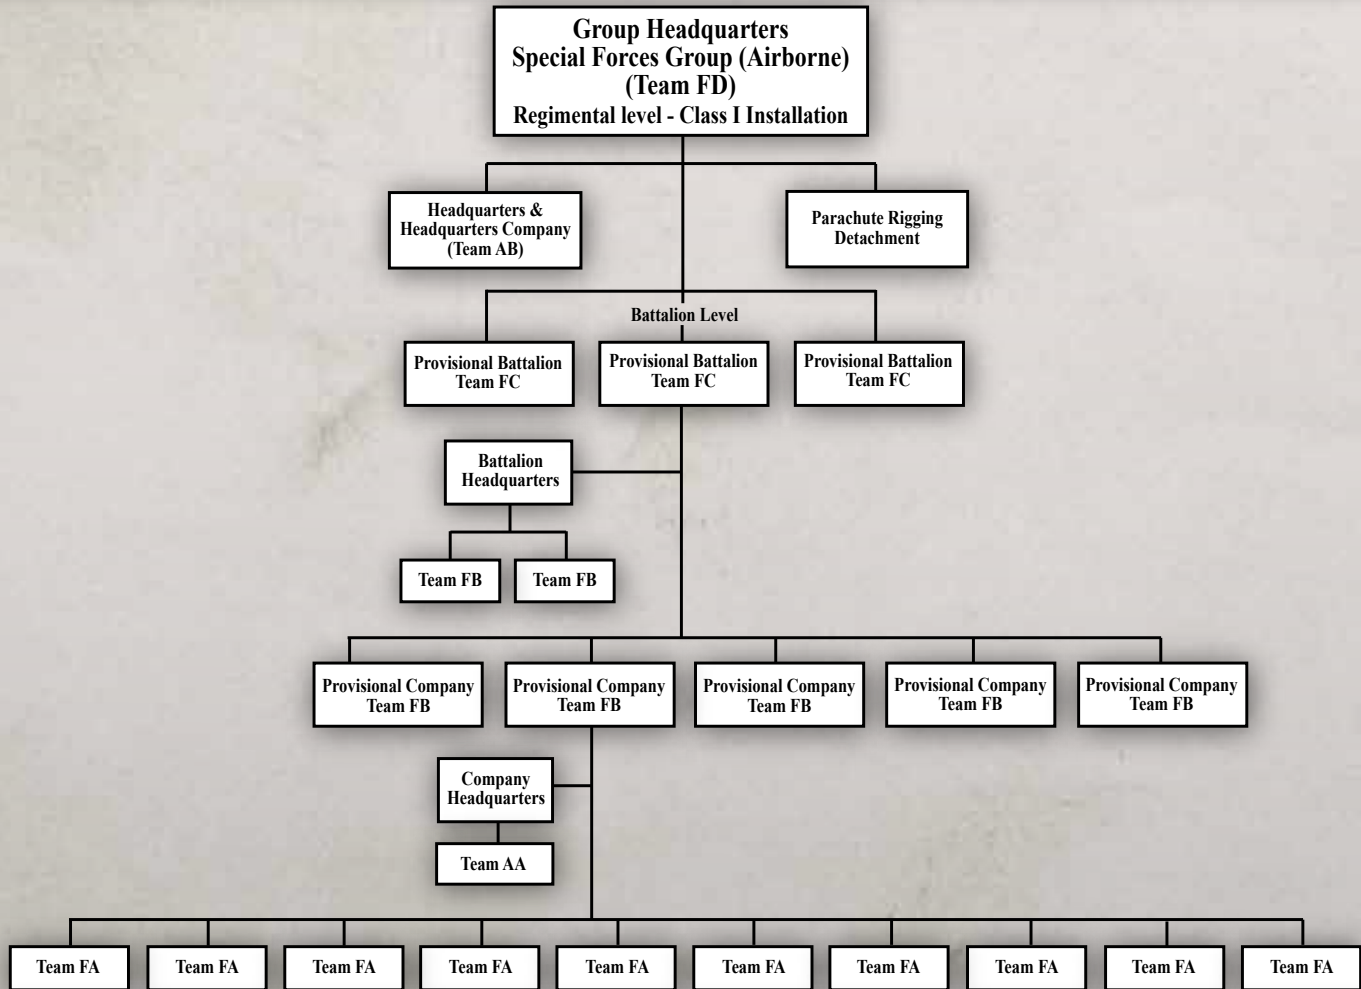 Group Headquarters
Special Forces Group (Airborne)
(Team FD)
Regimental level - Class I Installation
Headquarters &
Headquarters Company
(Team AB)
Parachute Rigging
Detachment
Battalion Level
Provisional Battalion
Team FC
Provisional Battalion
Team FC
Provisional Battalion
Team FC
Battalion
Headquarters
Team FB
Team FB
Provisional Company
Team FB
Provisional Company
Team FB
Provisional Company
Team FB
Provisional Company
Team FB
Provisional Company
Team FB
Company
Headquarters
Team AA
Team FA
Team FA
Team FA
Team FA
Team FA
Team FA
Team FA
Team FA
Team FA
Team FA